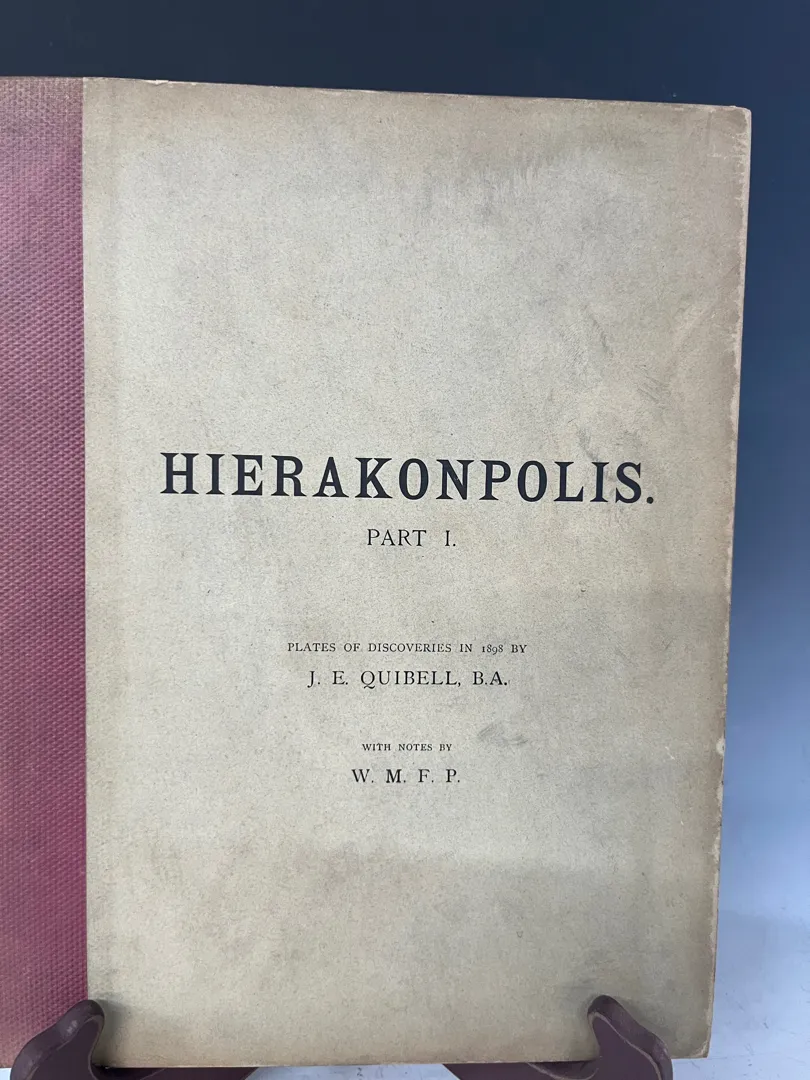 HIERAKONPOLIS.
PART I.
PLATES OF DISCOVERIES IN 1898 BY
J. E. QUIBELL, B.A.
WITH NOTES BY
W. M. F. P.